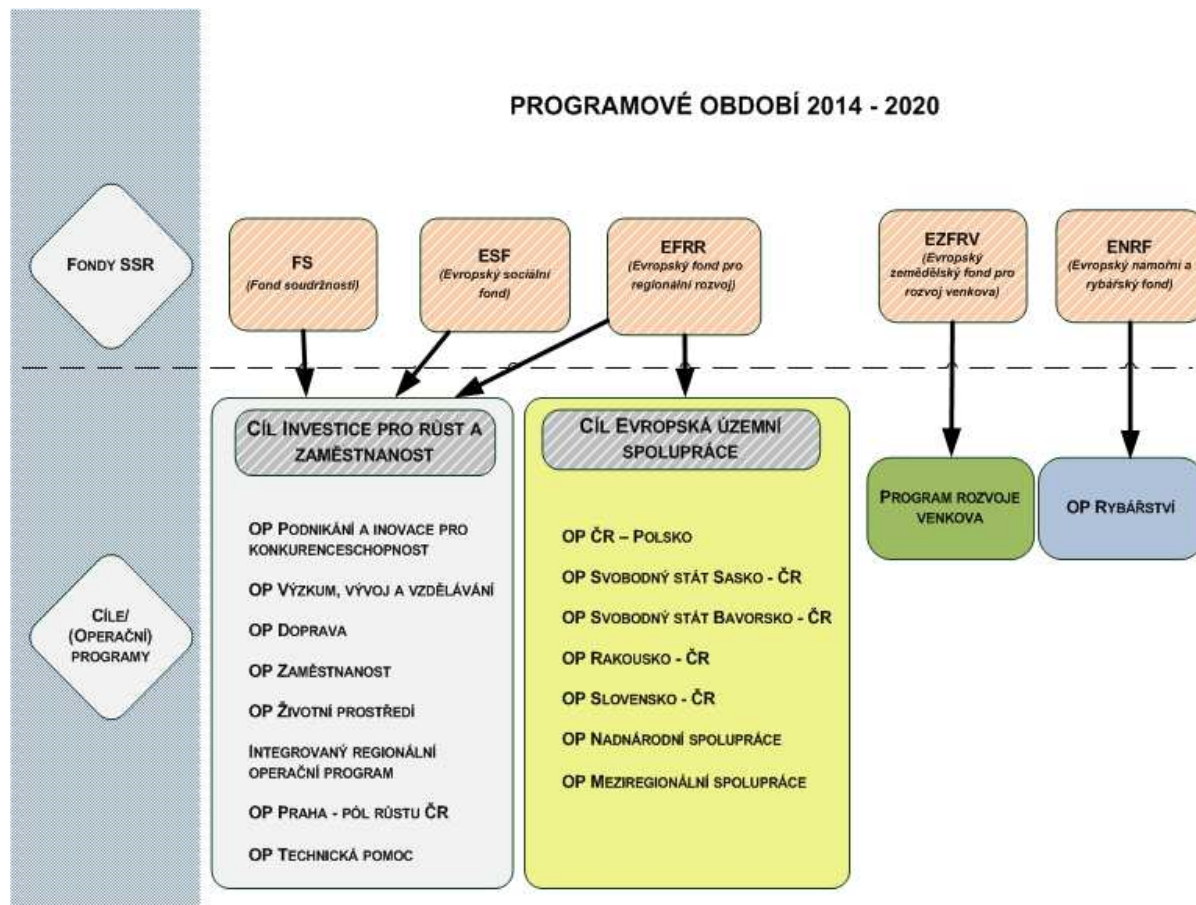 PROGRAMOVÉ OBDOBÍ 2014 - 2020
FONDY SSR
FS
(Fond soudržnosti)
ESF
(Evropský sociální
fond)
EFRR
(Evropský fond pro
regionální rozvoj)
EZFRV
(Evropský
zemědělský fond pro
rozvoj venkova)
ENRF
(Evropský námořní a
rybářský fond)
CÍLE/
(OPERAČNÍ)
PROGRAMY
CÍL INVESTICE PRO RŮST A
ZAMĚSTNANOST
OP PODNIKÁNÍ A INOVACE PRO
KONKURENCESCHOPNOST
OP VÝZKUM, VÝVOJ A VZDĚLÁVÁNÍ
OP DOPRAVA
OP ZAMĚSTNANOST
OP ŽIVOTNÍ PROSTŘEDÍ
INTEGROVANÝ REGIONÁLNÍ
OPERAČNÍ PROGRAM
OP PRAHA - PÓL RŮSTU ČR
OP TECHNICKÁ POMOC
CÍL EVROPSKÁ ÚZEMNÍ
SPOLUPRÁCE
OP ČR – POLSKO
OP SVOBODNÝ STÁT SASKO - ČR
OP SVOBODNÝ STÁT BAVORSKO - ČR
OP RAKOUSKO - ČR
OP SLOVENSKO - ČR
OP NADNÁRODNÍ SPOLUPRÁCE
OP MEZIREGIONÁLNÍ SPOLUPRÁCE
PROGRAM ROZVOJE
VENKOVA
OP RYBÁŘSTVÍ